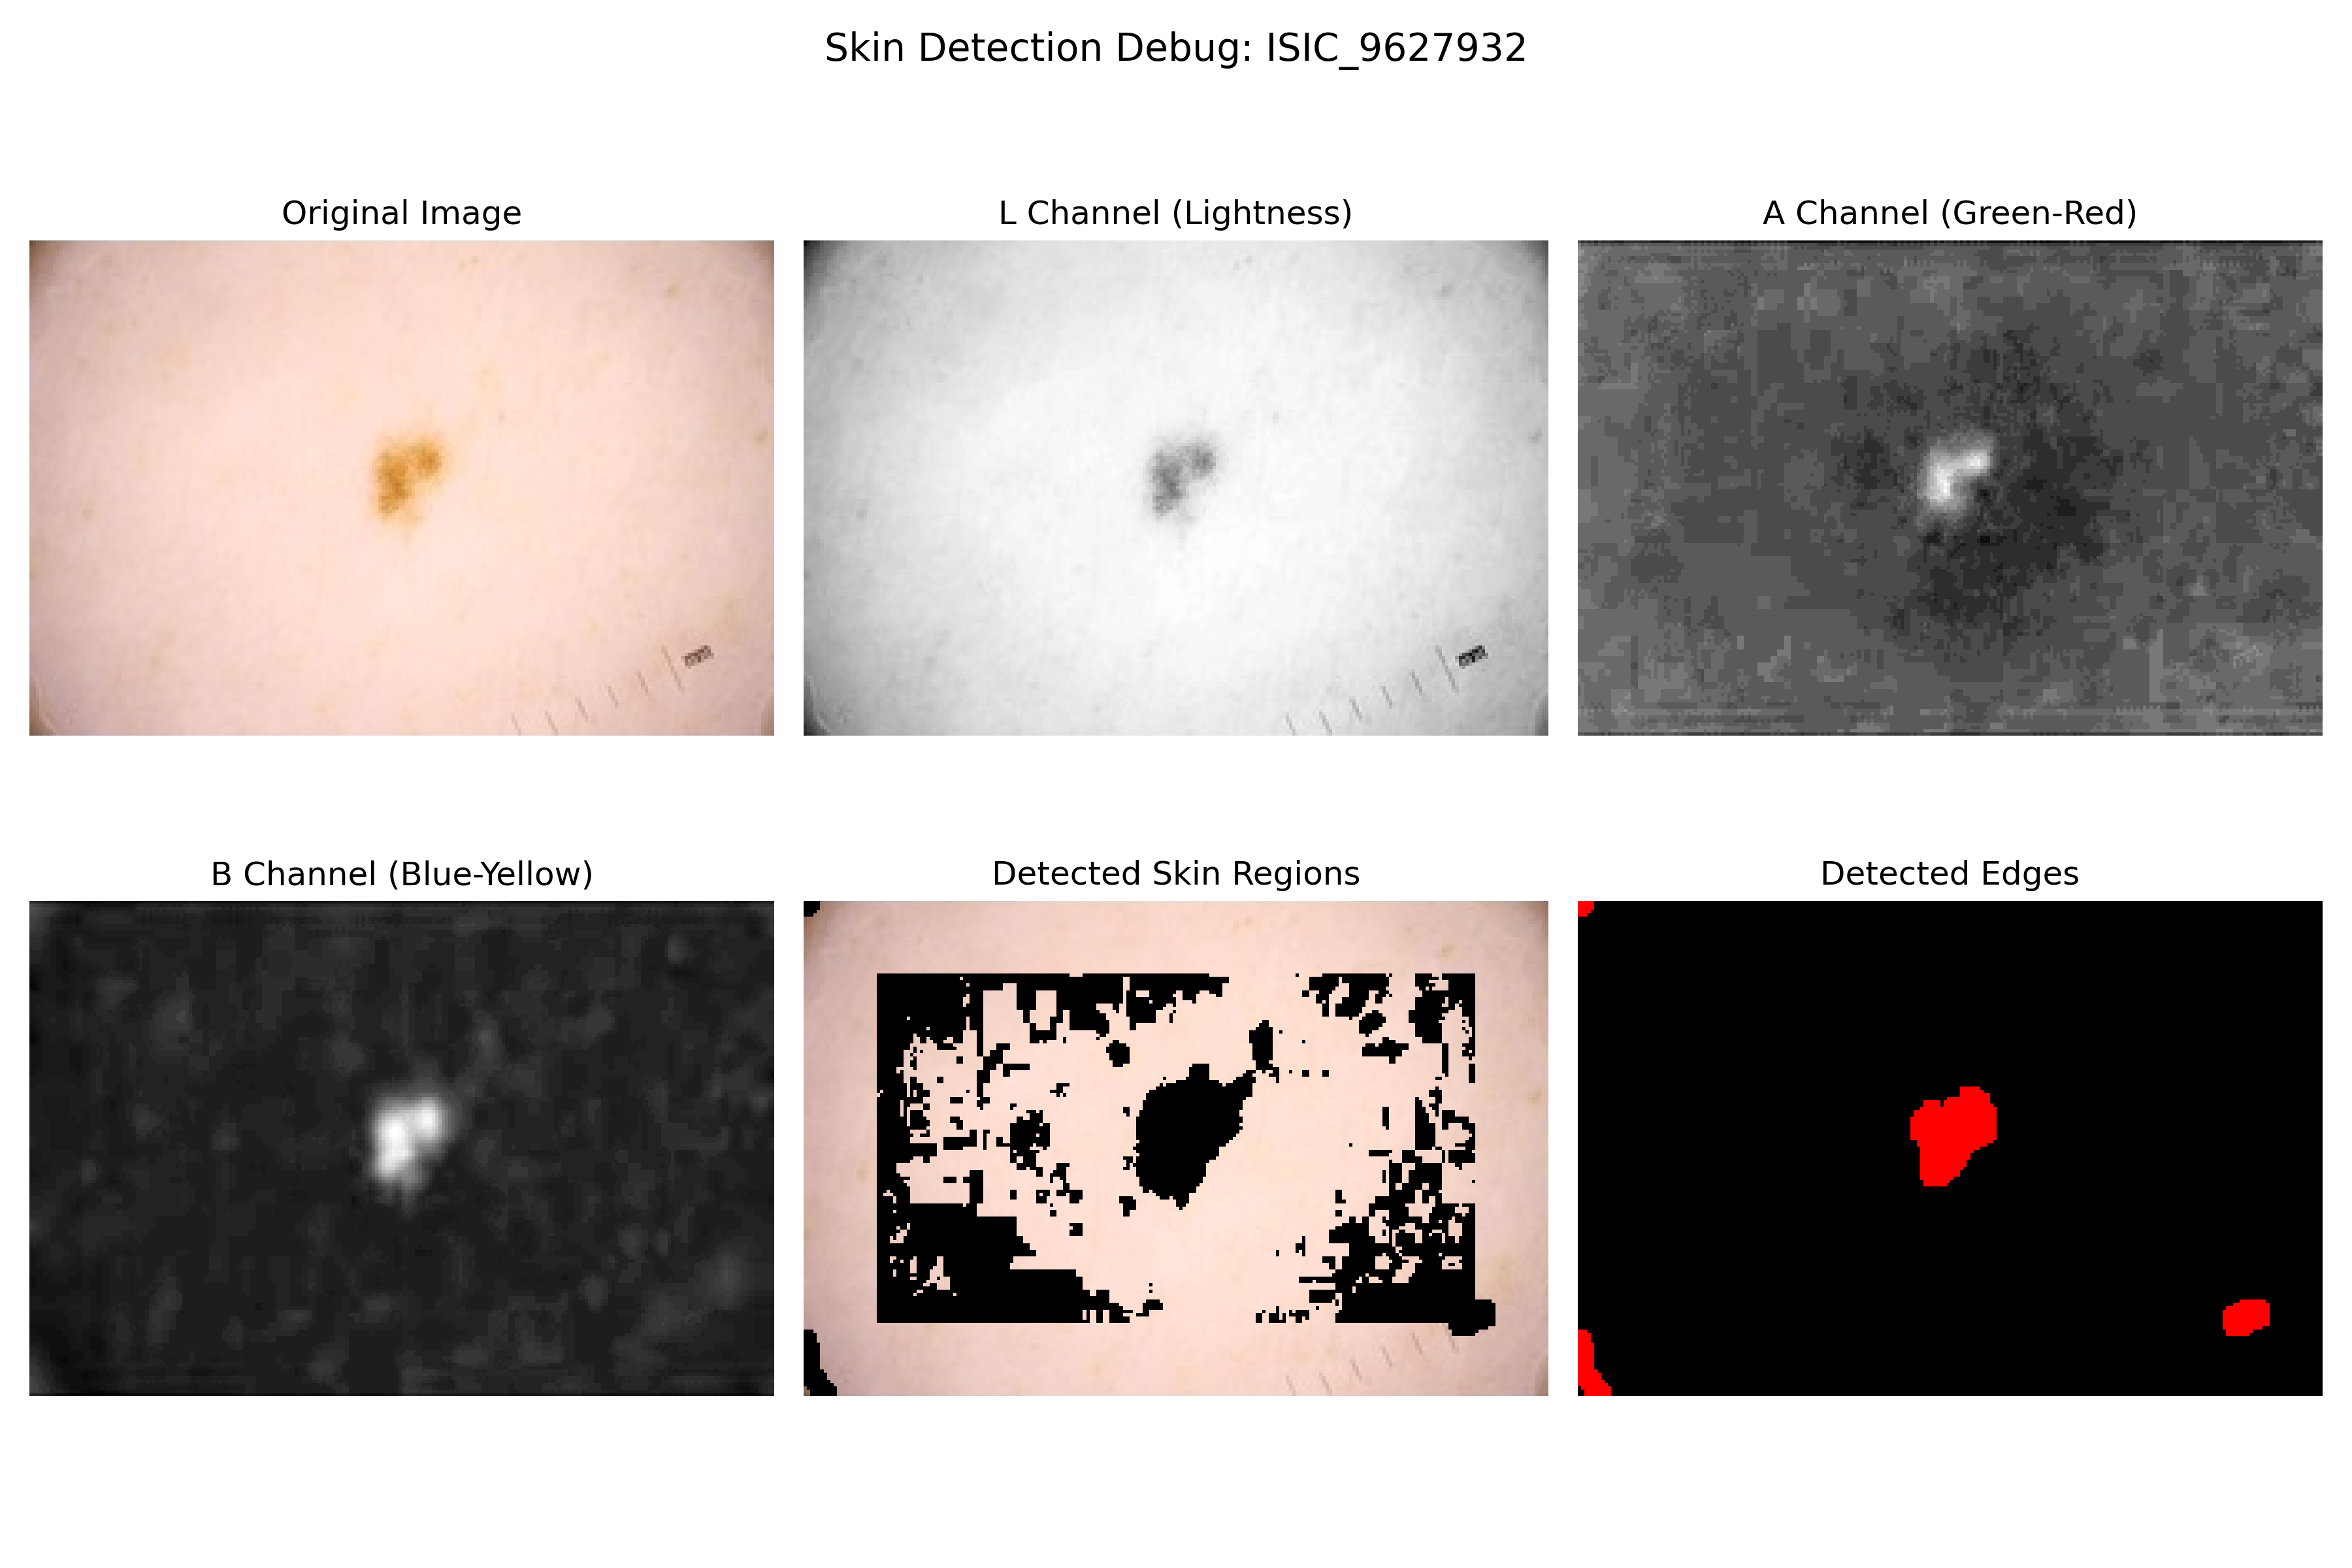 Skin Detection Debug: ISIC_9627932
Original Image
L Channel (Lightness)
A Channel (Green-Red)
B Channel (Blue-Yellow)
Detected Skin Regions
Detected Edges